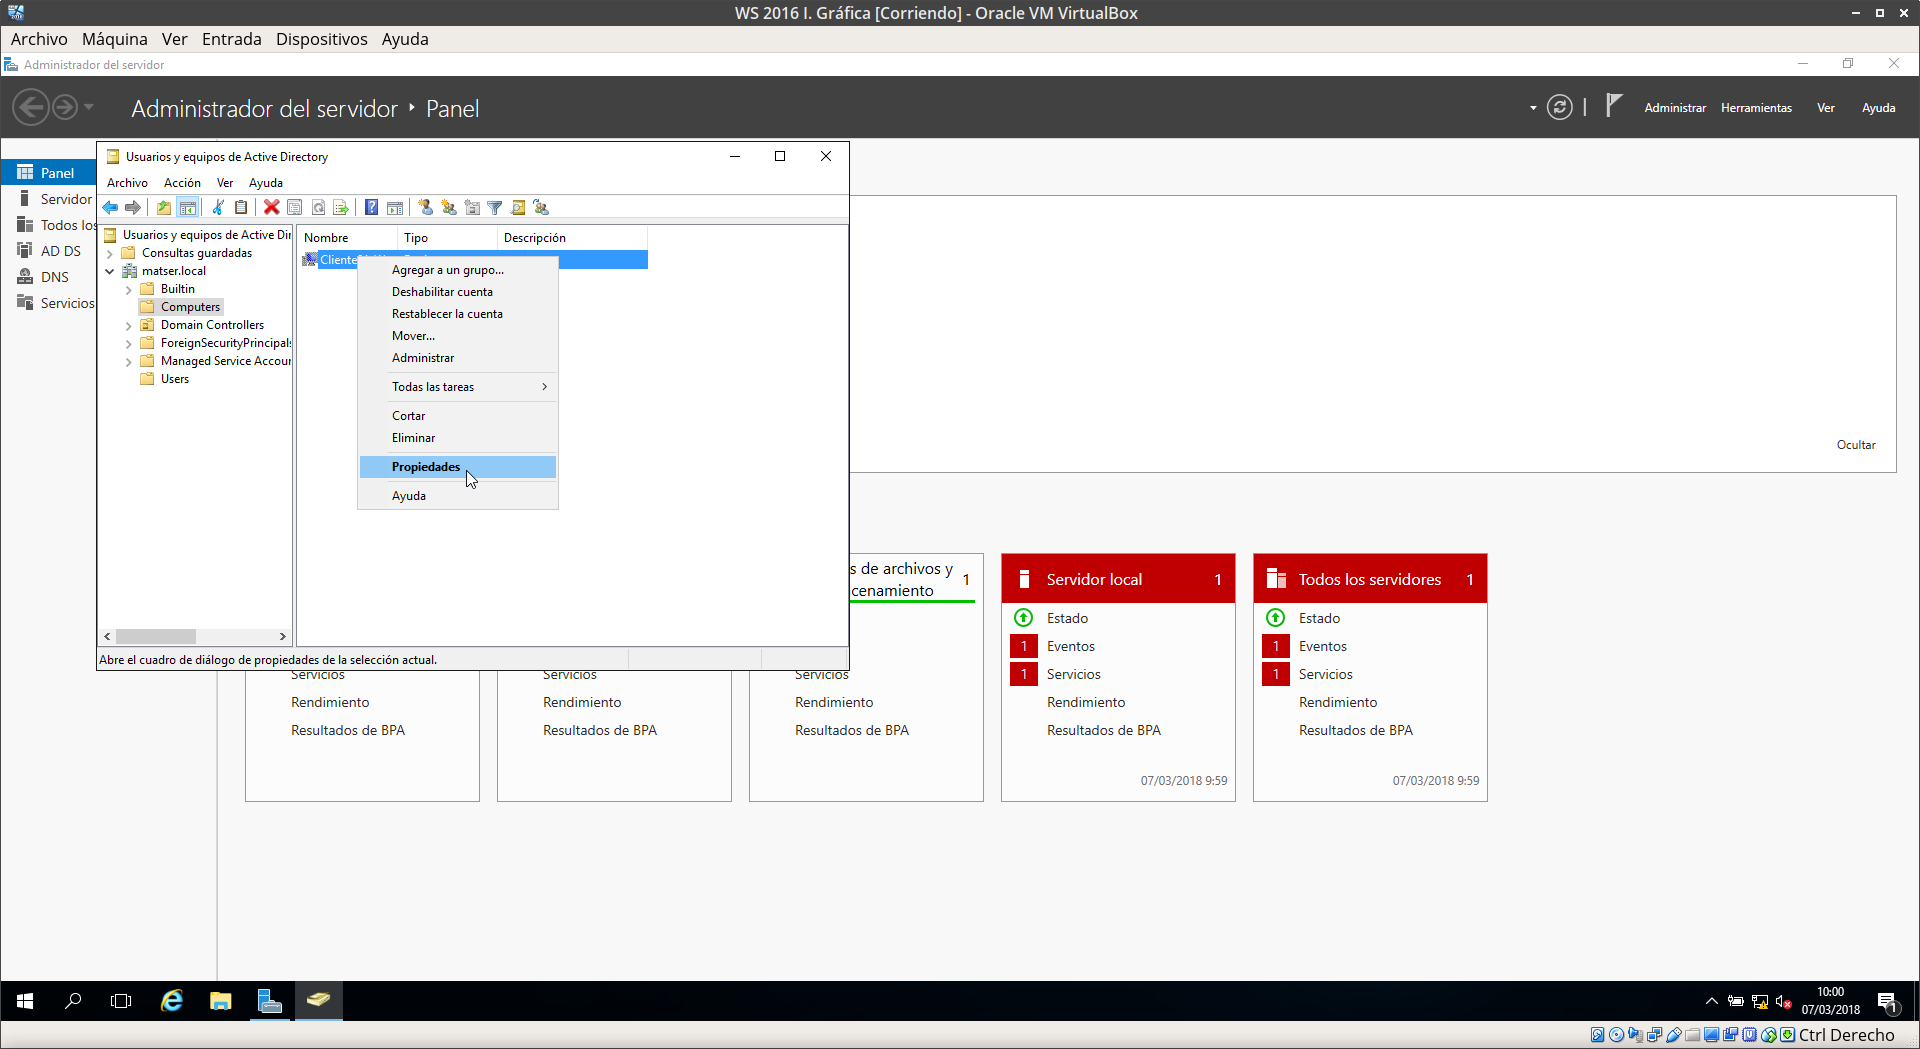 WS 2016 I. Gráfica [Corriendo] - Oracle VM VirtualBox
Archivo Máquina Ver Entrada Dispositivos Ayuda
Administrador del servidor
Administrador del servidor ‣ Panel
Administrar Herramientas Ver Ayuda
Panel
Servidor
Todos los
AD DS
DNS
Servicios
Usuarios y equipos de Active Directory
Archivo Acción Ver Ayuda
Usuarios y equipos de Active Dir
Consultas guardadas
matser.local
Builtin
Computers
Domain Controllers
ForeignSecurityPrincipals
Managed Service Accour
Users
Nombre Tipo Descripción
Cliente
Agregar a un grupo...
Deshabilitar cuenta
Restablecer la cuenta
Mover...
Administrar
Todas las tareas
Cortar
Eliminar
Propiedades
Ayuda
Abre el cuadro de diálogo de propiedades de la selección actual.
Ocultar
Servicios
Rendimiento
Resultados de BPA
Servicios
Rendimiento
Resultados de BPA
s de archivos y
cenamiento
1
Servicios
Rendimiento
Resultados de BPA
Servidor local 1
Estado
1 Eventos
1 Servicios
Rendimiento
Resultados de BPA
07/03/2018 9:59
Todos los servidores 1
Estado
1 Eventos
1 Servicios
Rendimiento
Resultados de BPA
07/03/2018 9:59
10:00
07/03/2018
1
Ctrl Derecho